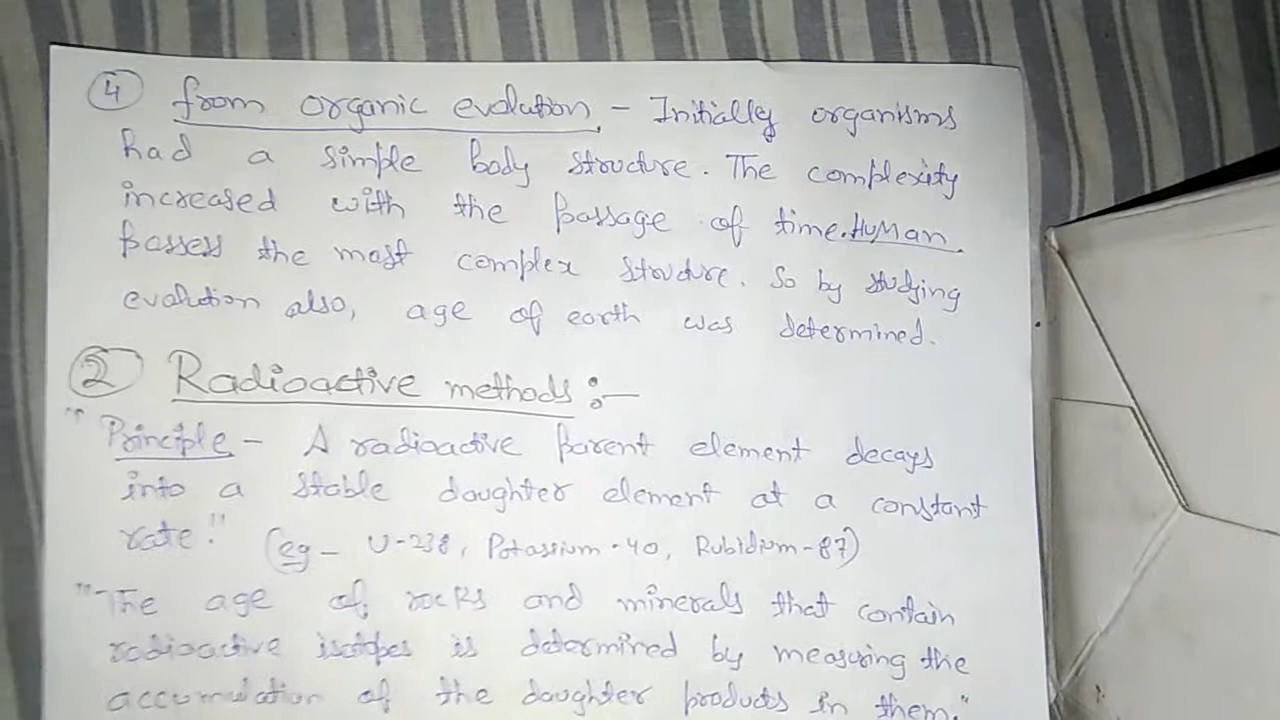 ④ from organic evolution - Initially organisms
had a simple body structure. The complexity
increased with the passage of time. HuMan
passess the most complex structure. So by studying
evolution also, age of earth was determined.
② Radioactive methods :-
"Principle - A radioactive parent element decays
into a stable daughter element at a constant
rate." (eg - U-238, Potassium-40, Rubidium-87)
"The age of rocks and minerals that contain
radioactive isotopes is determined by measuring the
accumulation of the daughter products in them."